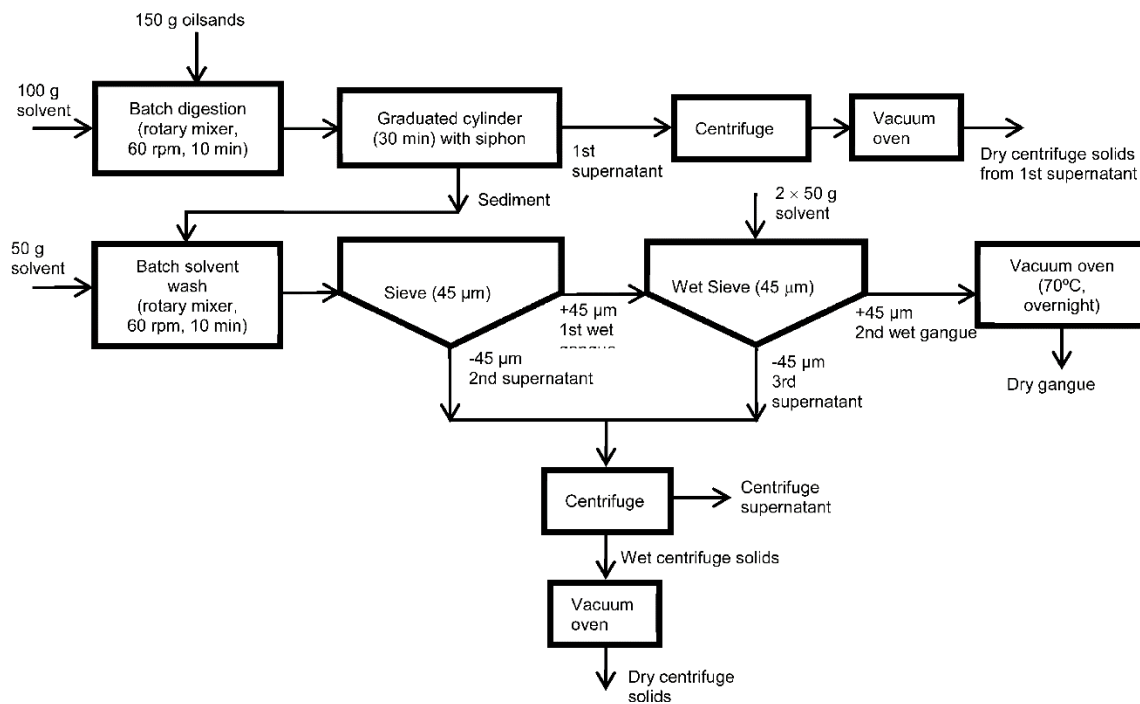 150 g oilsands
100 g
solvent
Batch digestion
(rotary mixer,
60 rpm, 10 min)
Graduated cylinder
(30 min) with siphon
1st
supernatant
Centrifuge
Vacuum
oven
Dry centrifuge solids
from 1st supernatant
Sediment
2 × 50 g
solvent
50 g
solvent
Batch solvent
wash
(rotary mixer,
60 rpm, 10 min)
Sieve (45 µm)
+45 µm
1st wet
Wet Sieve (45 µm)
+45 µm
2nd wet gangue
Vacuum oven
(70ºC,
overnight)
-45 µm
2nd supernatant
-45 µm
3rd
supernatant
Dry gangue
Centrifuge
Centrifuge
supernatant
Wet centrifuge solids
Vacuum
oven
Dry centrifuge
solids